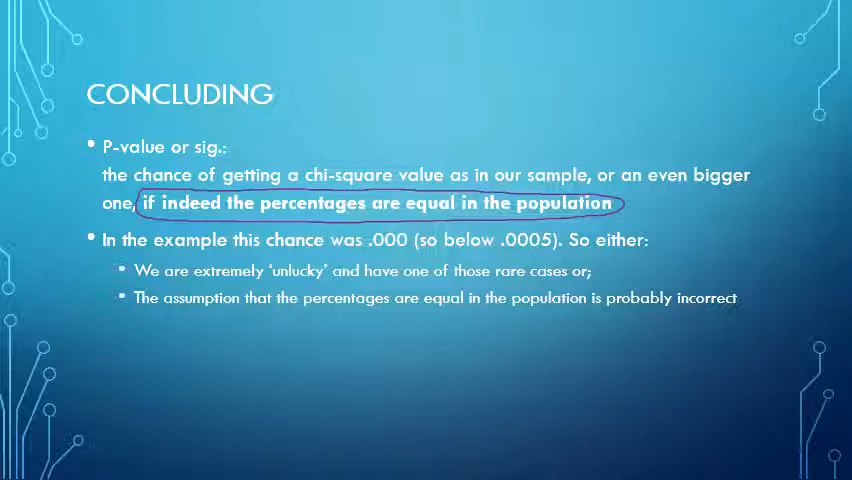 CONCLUDING
• P-value or sig.:
the chance of getting a chi-square value as in our sample, or an even bigger
one, if indeed the percentages are equal in the population
• In the example this chance was .000 (so below .0005). So either:
• We are extremely ‘unlucky’ and have one of those rare cases or;
• The assumption that the percentages are equal in the population is probably incorrect